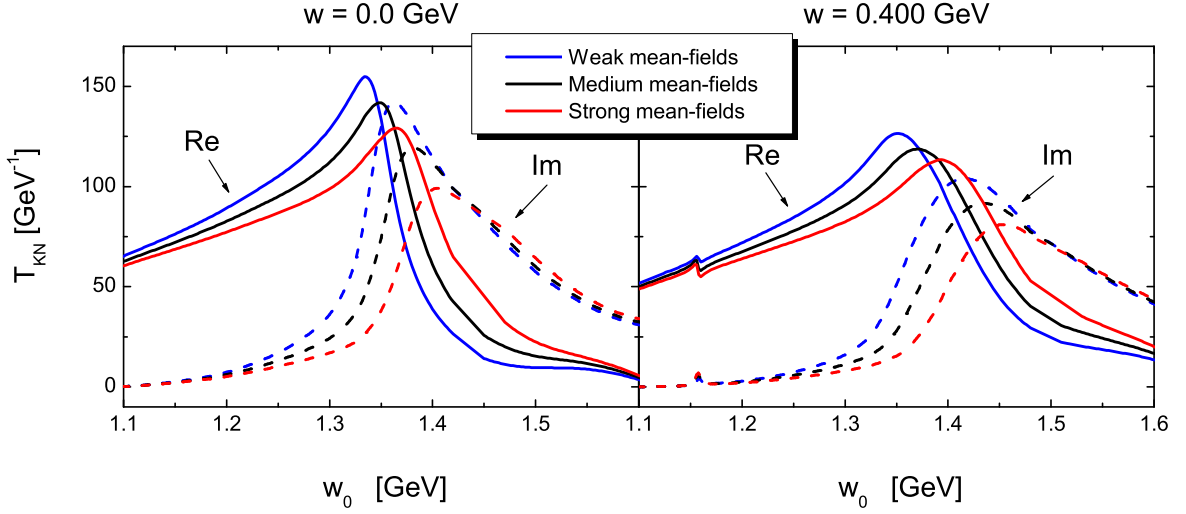 w = 0.0 GeV
w = 0.400 GeV
Weak mean-fields
Medium mean-fields
Strong mean-fields
Re
Im
Re
Im
T_KN [GeV^-1]
150
100
50
0
1.1 1.2 1.3 1.4 1.5 1.1 1.2 1.3 1.4 1.5 1.6
w_0 [GeV]
w_0 [GeV]